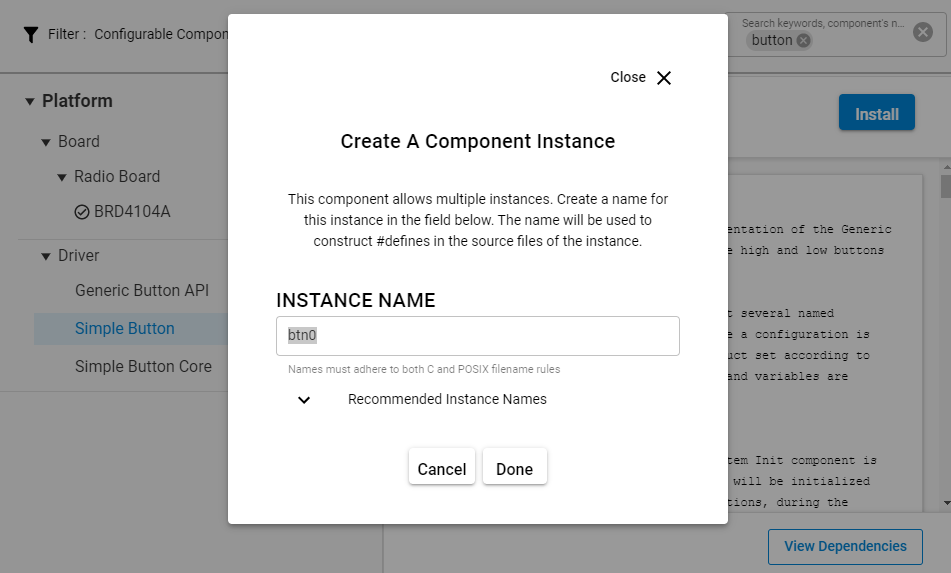 Filter : Configurable Compon
Search keywords, component's n...
button
Platform
Board
Radio Board
BRD4104A
Driver
Generic Button API
Simple Button
Simple Button Core
Close
Create A Component Instance
This component allows multiple instances. Create a name for
this instance in the field below. The name will be used to
construct #defines in the source files of the instance.
INSTANCE NAME
btn0
Names must adhere to both C and POSIX filename rules
Recommended Instance Names
Cancel Done
Install
entation of the Generic
e high and low buttons
t several named
e a configuration is
uct set according to
and variables are
tem Init component is
will be initialized
tions, during the
View Dependencies